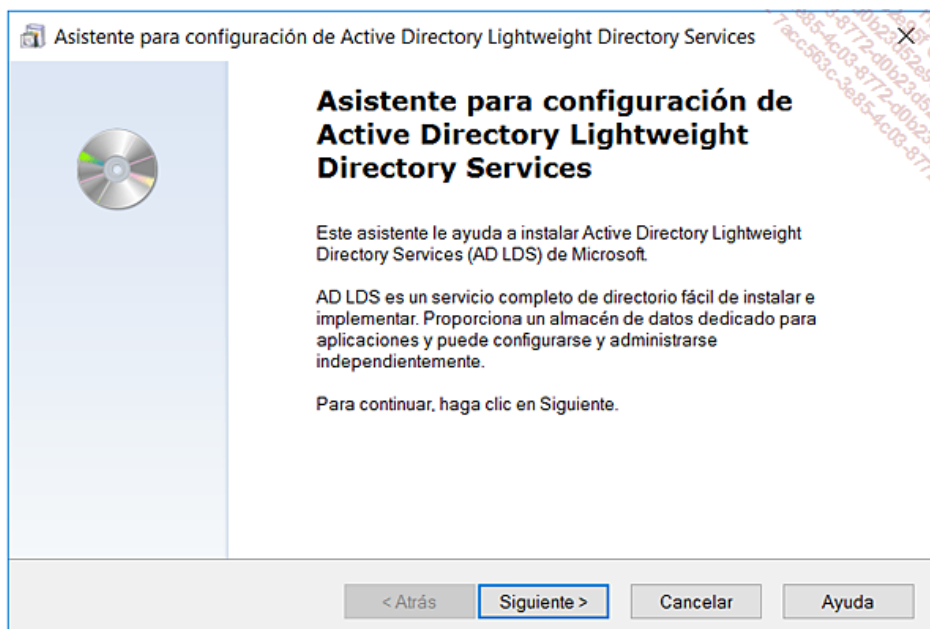 Asistente para configuración de Active Directory Lightweight Directory Services
Asistente para configuración de
Active Directory Lightweight
Directory Services
Este asistente le ayuda a instalar Active Directory Lightweight
Directory Services (AD LDS) de Microsoft.
AD LDS es un servicio completo de directorio fácil de instalar e
implementar. Proporciona un almacén de datos dedicado para
aplicaciones y puede configurarse y administrarse
independientemente.
Para continuar, haga clic en Siguiente.
< Atrás
Siguiente >
Cancelar
Ayuda